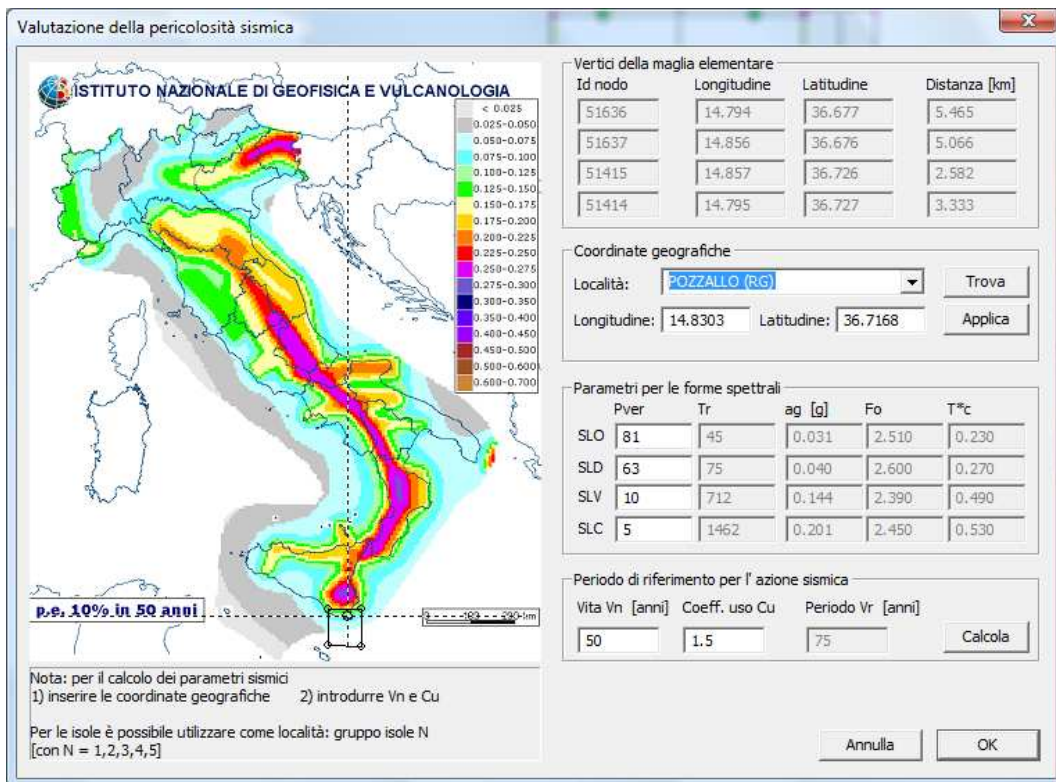 Valutazione della pericolosità sismica
ISTITUTO NAZIONALE DI GEOFISICA E VULCANOLOGIA
< 0.025
0.025-0.050
0.050-0.075
0.075-0.100
0.100-0.125
0.125-0.150
0.150-0.175
0.175-0.200
0.200-0.225
0.225-0.250
0.250-0.275
0.275-0.300
0.300-0.350
0.350-0.400
0.400-0.450
0.450-0.500
0.500-0.600
0.600-0.700
p.e. 10% in 50 anni
Nota: per il calcolo dei parametri sismici
1) inserire le coordinate geografiche 2) introdurre Vn e Cu
Per le isole è possibile utilizzare come località: gruppo isole N
[con N = 1,2,3,4,5]
Vertici della maglia elementare
Id nodo Longitudine Latitudine Distanza [km]
51636 14.794 36.677 5.465
51637 14.856 36.676 5.066
51415 14.857 36.726 2.582
51414 14.795 36.727 3.333
Coordinate geografiche
Località: POZZALLO (RG) Trova
Longitudine: 14.8303 Latitudine: 36.7168 Applica
Parametri per le forme spettrali
Pver Tr ag [g] Fo T*c
SLO 81 45 0.031 2.510 0.230
SLD 63 75 0.040 2.600 0.270
SLV 10 712 0.144 2.390 0.490
SLC 5 1462 0.201 2.450 0.530
Periodo di riferimento per l' azione sismica
Vita Vn [anni] Coeff. uso Cu Periodo Vr [anni]
50 1.5 75 Calcola
Annulla OK